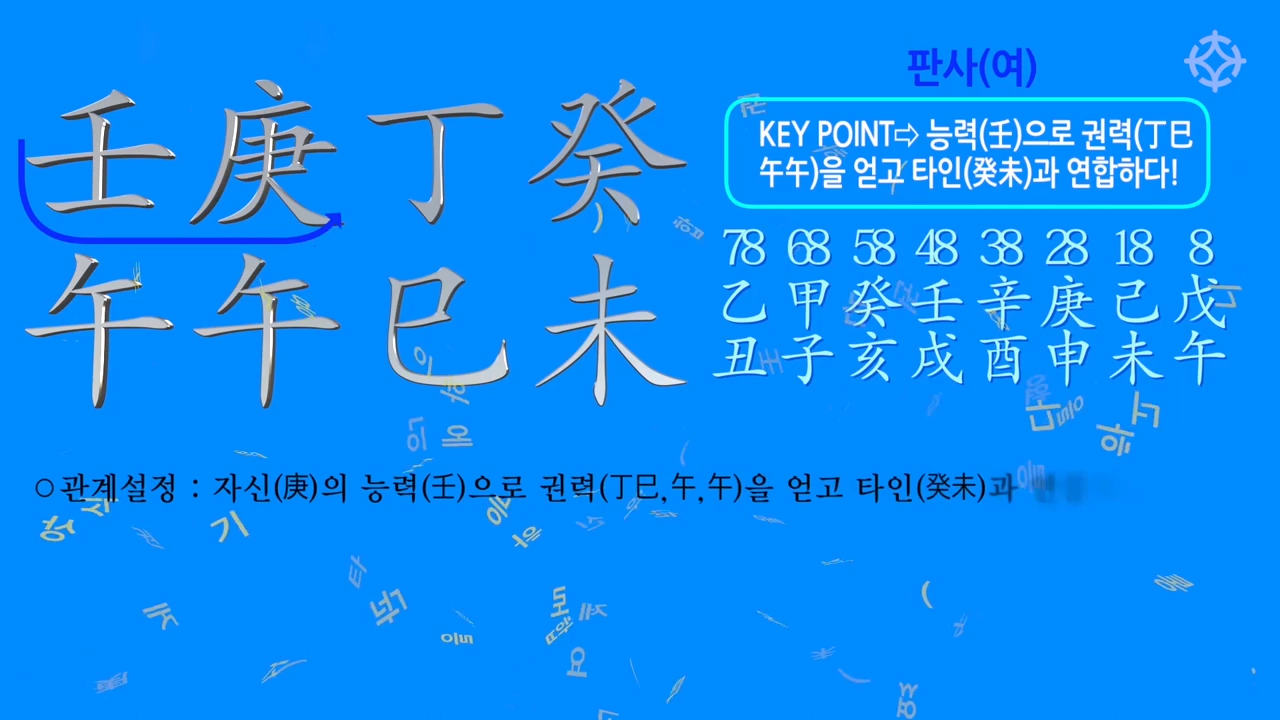 판사(여)
壬庚丁癸
午午巳未
KEY POINT⇨ 능력(壬)으로 권력(丁巳
午午)을 얻고 타인(癸未)과 연합하다!
78 68 58 48 38 28 18 8
乙甲癸壬辛庚己戊
丑子亥戌酉申未午
○관계설정 : 자신(庚)의 능력(壬)으로 권력(丁巳,午,午)을 얻고 타인(癸未)과